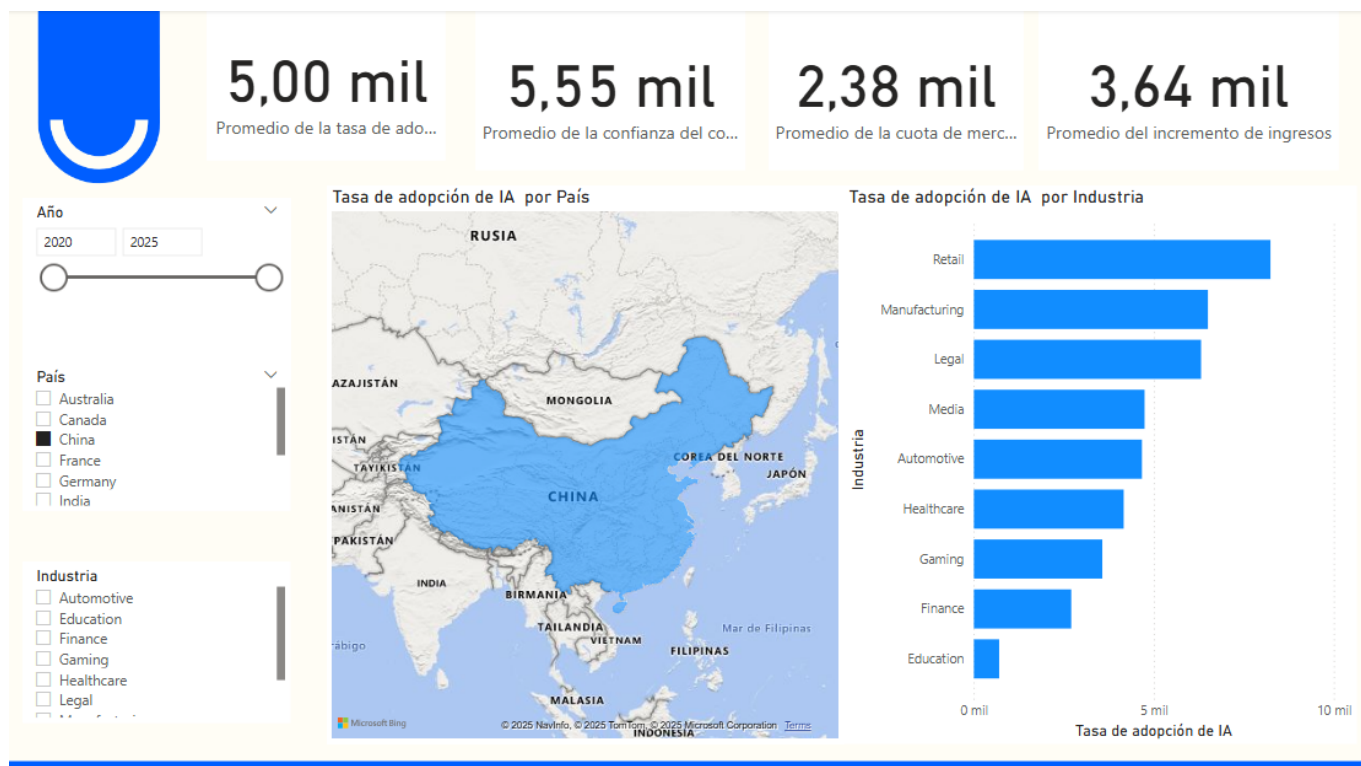 5,00 mil
Promedio de la tasa de ado...
5,55 mil
Promedio de la confianza del co...
2,38 mil
Promedio de la cuota de merc...
3,64 mil
Promedio del incremento de ingresos
Año
2020
2025
País
Australia
Canada
China
France
Germany
India
Industria
Automotive
Education
Finance
Gaming
Healthcare
Legal
Tasa de adopción de IA por País
RUSIA
AZAJISTÁN
MONGOLIA
ISTÁN
TAYIKISTÁN
COREA DEL NORTE
JAPÓN
CHINA
ANISTÁN
PAKISTÁN
INDIA
BIRMANIA
TAILANDIA
VIETNAM
Mar de Filipinas
ábigo
FILIPINAS
MALASIA
INDONESIA
Microsoft Bing
© 2025 NavInfo, © 2025 TomTom, © 2025 Microsoft Corporation Terms
Tasa de adopción de IA por Industria
Industria
Retail
Manufacturing
Legal
Media
Automotive
Healthcare
Gaming
Finance
Education
0 mil
5 mil
10 mil
Tasa de adopción de IA